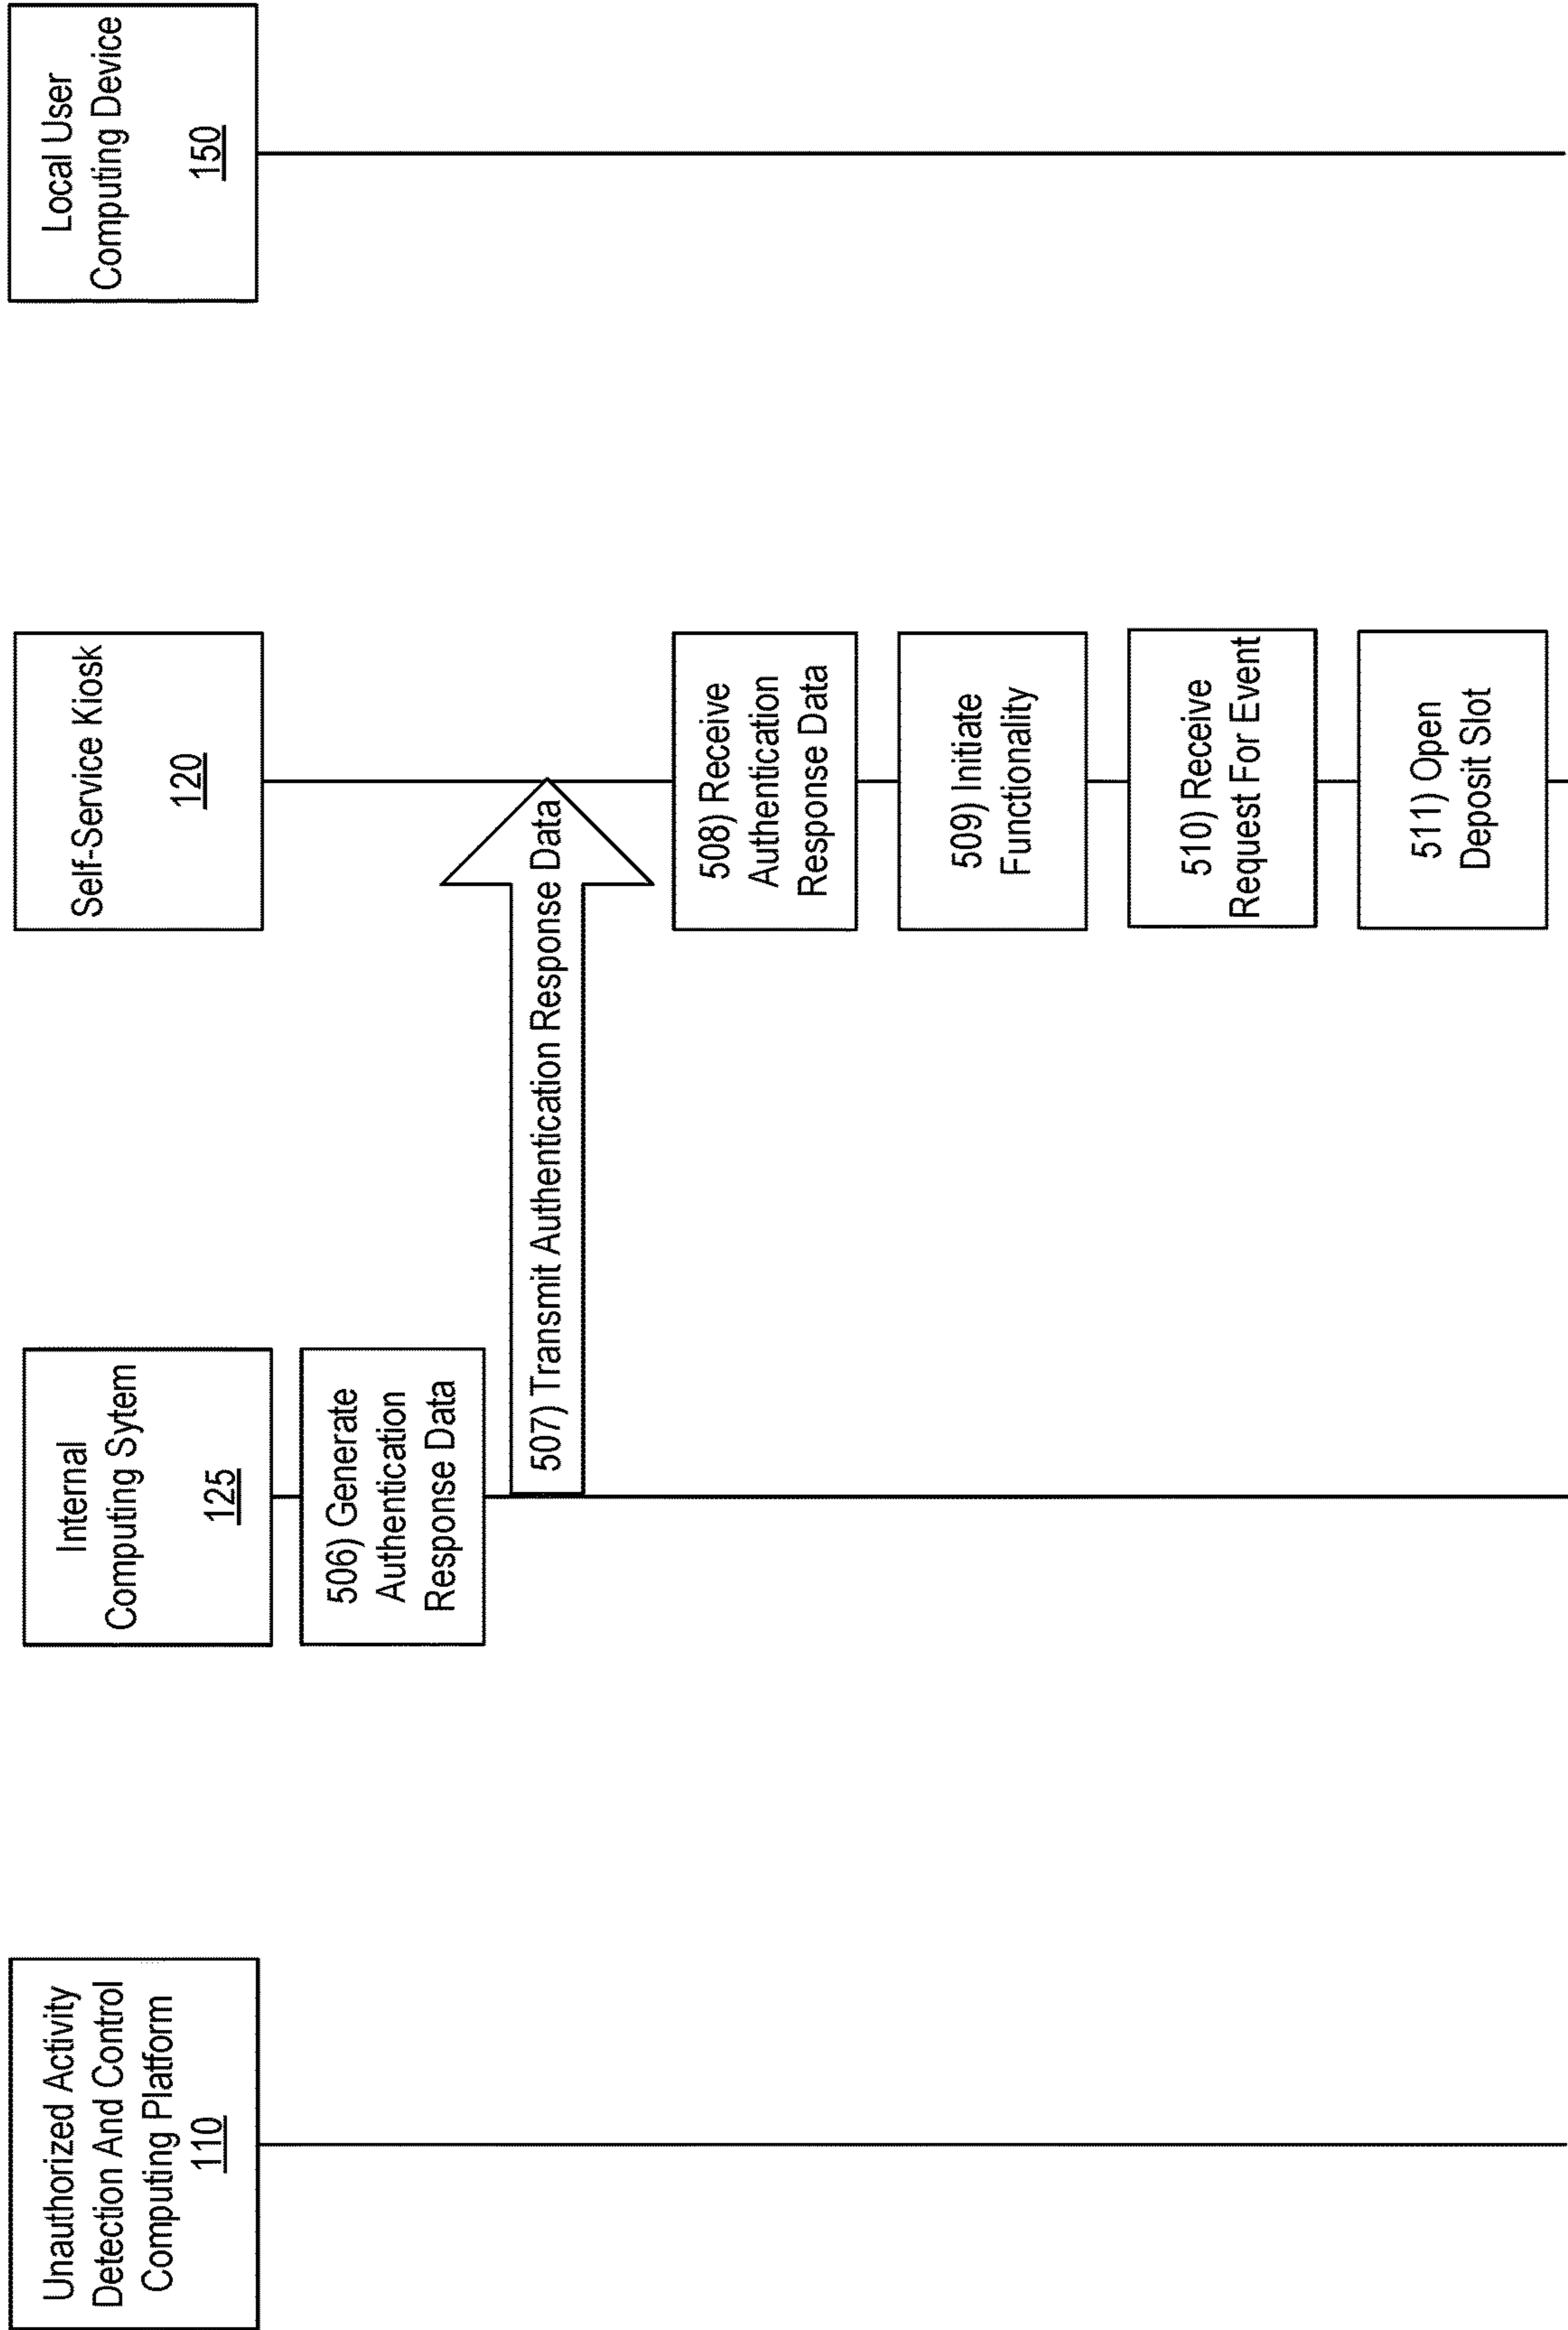 Unauthorized Activity
Detection And Control
Computing Platform
110
Internal
Computing Sytem
125
Self-Service Kiosk
120
Local User
Computing Device
150
506) Generate
Authentication
Response Data
507) Transmit Authentication Response Data
508) Receive
Authentication
Response Data
509) Initiate
Functionality
510) Receive
Request For Event
511) Open
Deposit Slot